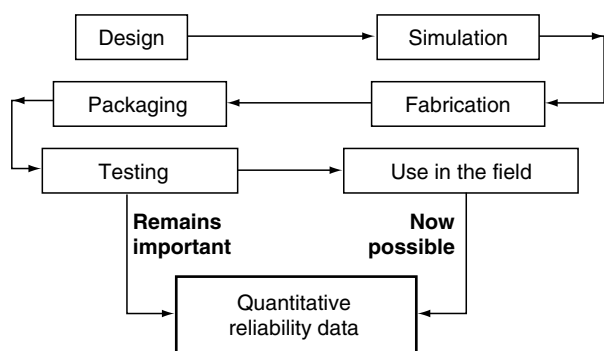 Design
Simulation
Packaging
Fabrication
Testing
Use in the field
Remains
important
Now
possible
Quantitative
reliability data